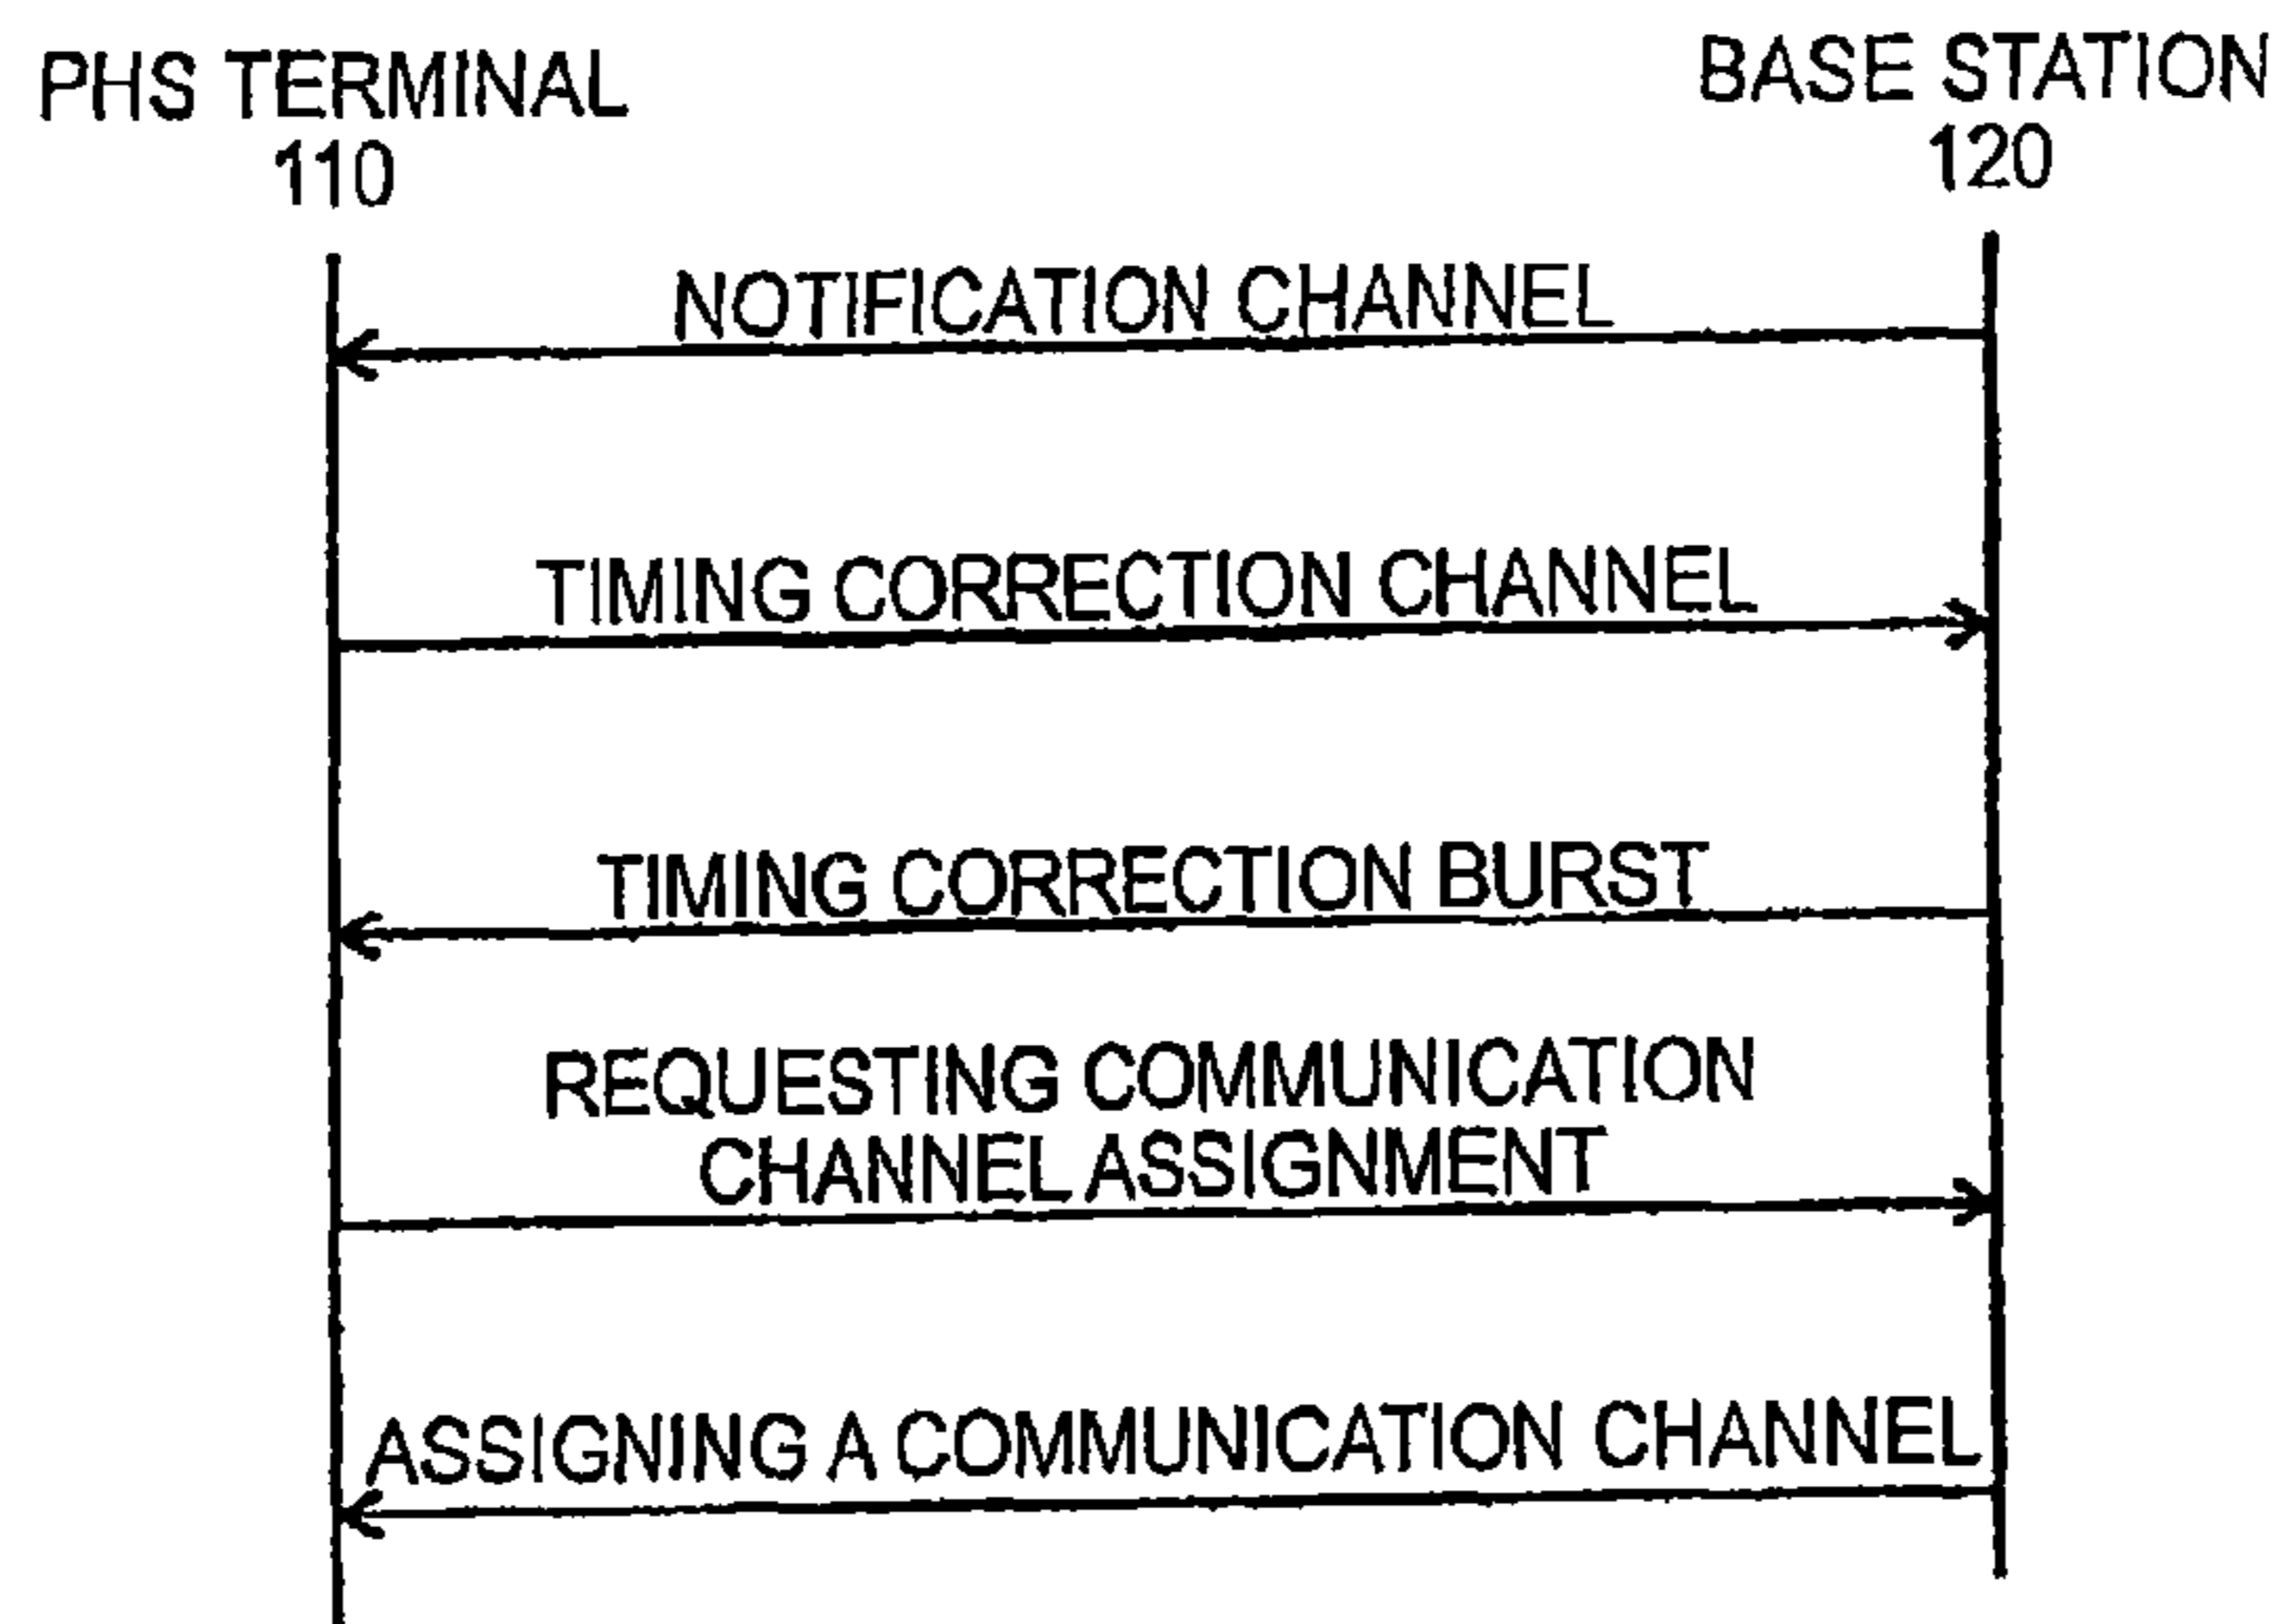 PHS TERMINAL
110
BASE STATION
120
NOTIFICATION CHANNEL
TIMING CORRECTION CHANNEL
TIMING CORRECTION BURST
REQUESTING COMMUNICATION
CHANNEL ASSIGNMENT
ASSIGNING A COMMUNICATION CHANNEL